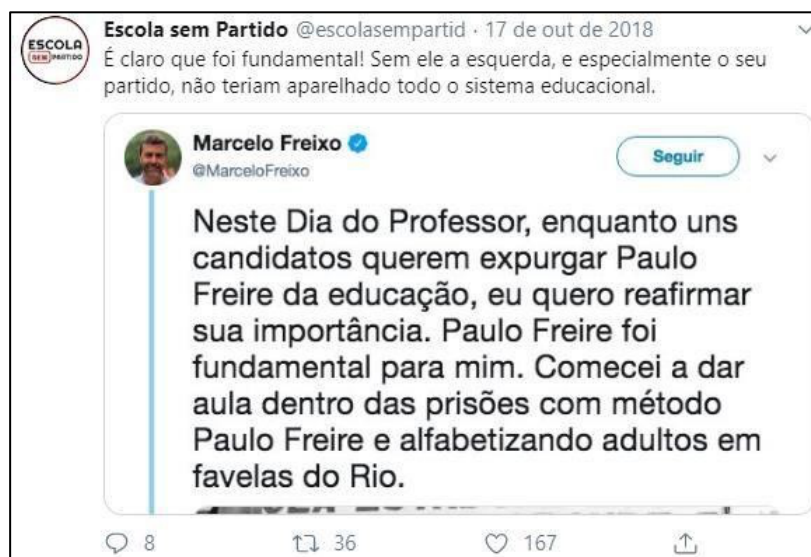 ESCOLA
SEM PARTIDO
Escola sem Partido @escolasempartid · 17 de out de 2018
É claro que foi fundamental! Sem ele a esquerda, e especialmente o seu
partido, não teriam aparelhado todo o sistema educacional.
Marcelo Freixo
@MarceloFreixo
Seguir
Neste Dia do Professor, enquanto uns
candidatos querem expurgar Paulo
Freire da educação, eu quero reafirmar
sua importância. Paulo Freire foi
fundamental para mim. Comecei a dar
aula dentro das prisões com método
Paulo Freire e alfabetizando adultos em
favelas do Rio.
8 36 167